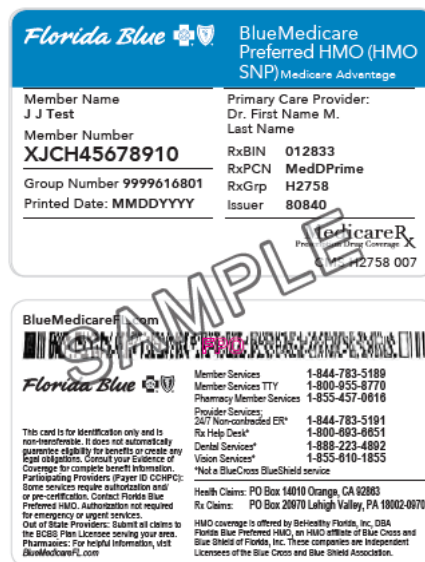 Florida Blue
BlueMedicare
Preferred HMO (HMO
SNP) Medicare Advantage
Member Name
J J Test
Member Number
XJCH45678910
Group Number 9999616801
Printed Date: MMDDYYYY
Primary Care Provider:
Dr. First Name M.
Last Name
RxBIN 012833
RxPCN MedDPrime
RxGrp H2758
Issuer 80840
MedicareRx
Prescription Drug Coverage
CMS H2758 007
SAMPLE
BlueMedicareFL.com
FPO
Florida Blue
This card is for identification only and is
non-transferable. It does not automatically
guarantee eligibility for benefits or create any
legal obligations. Consult your Evidence of
Coverage for complete benefit information.
Participating Providers (Payer ID CCHPC):
Some services require authorization and/
or pre-certification. Contact Florida Blue
Preferred HMO. Authorization not required
for emergency or urgent services.
Out of State Providers: Submit all claims to
the BCBS Plan Licensee serving your area.
Pharmacies: For helpful information, visit
BlueMedicareFL.com
Member Services 1-844-783-5189
Member Services TTY 1-800-955-8770
Pharmacy Member Services 1-855-457-0616
Provider Services;
24/7 Non-contracted ER* 1-844-783-5191
Rx Help Desk* 1-800-693-6651
Dental Services* 1-888-223-4892
Vision Services* 1-855-610-1855
*Not a BlueCross BlueShield service
Health Claims: PO Box 14010 Orange, CA 92863
Rx Claims: PO Box 20970 Lehigh Valley, PA 18002-0970
HMO coverage is offered by BeHealthy Florida, Inc, DBA
Florida Blue Preferred HMO, an HMO affiliate of Blue Cross and
Blue Shield of Florida, Inc. These companies are Independent
Licensees of the Blue Cross and Blue Shield Association.